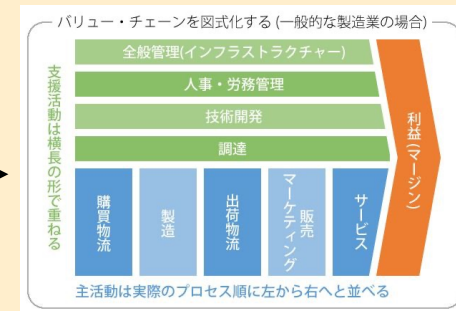 バリュー・チェーンを図式化する(一般的な製造業の場合)
支援活動は横長の形で重ねる
全般管理(インフラストラクチャー)
人事・労務管理
技術開発
調達
購買物流
製造
出荷物流
販売
マーケティング
サービス
利益(マージン)
主活動は実際のプロセス順に左から右へと並べる